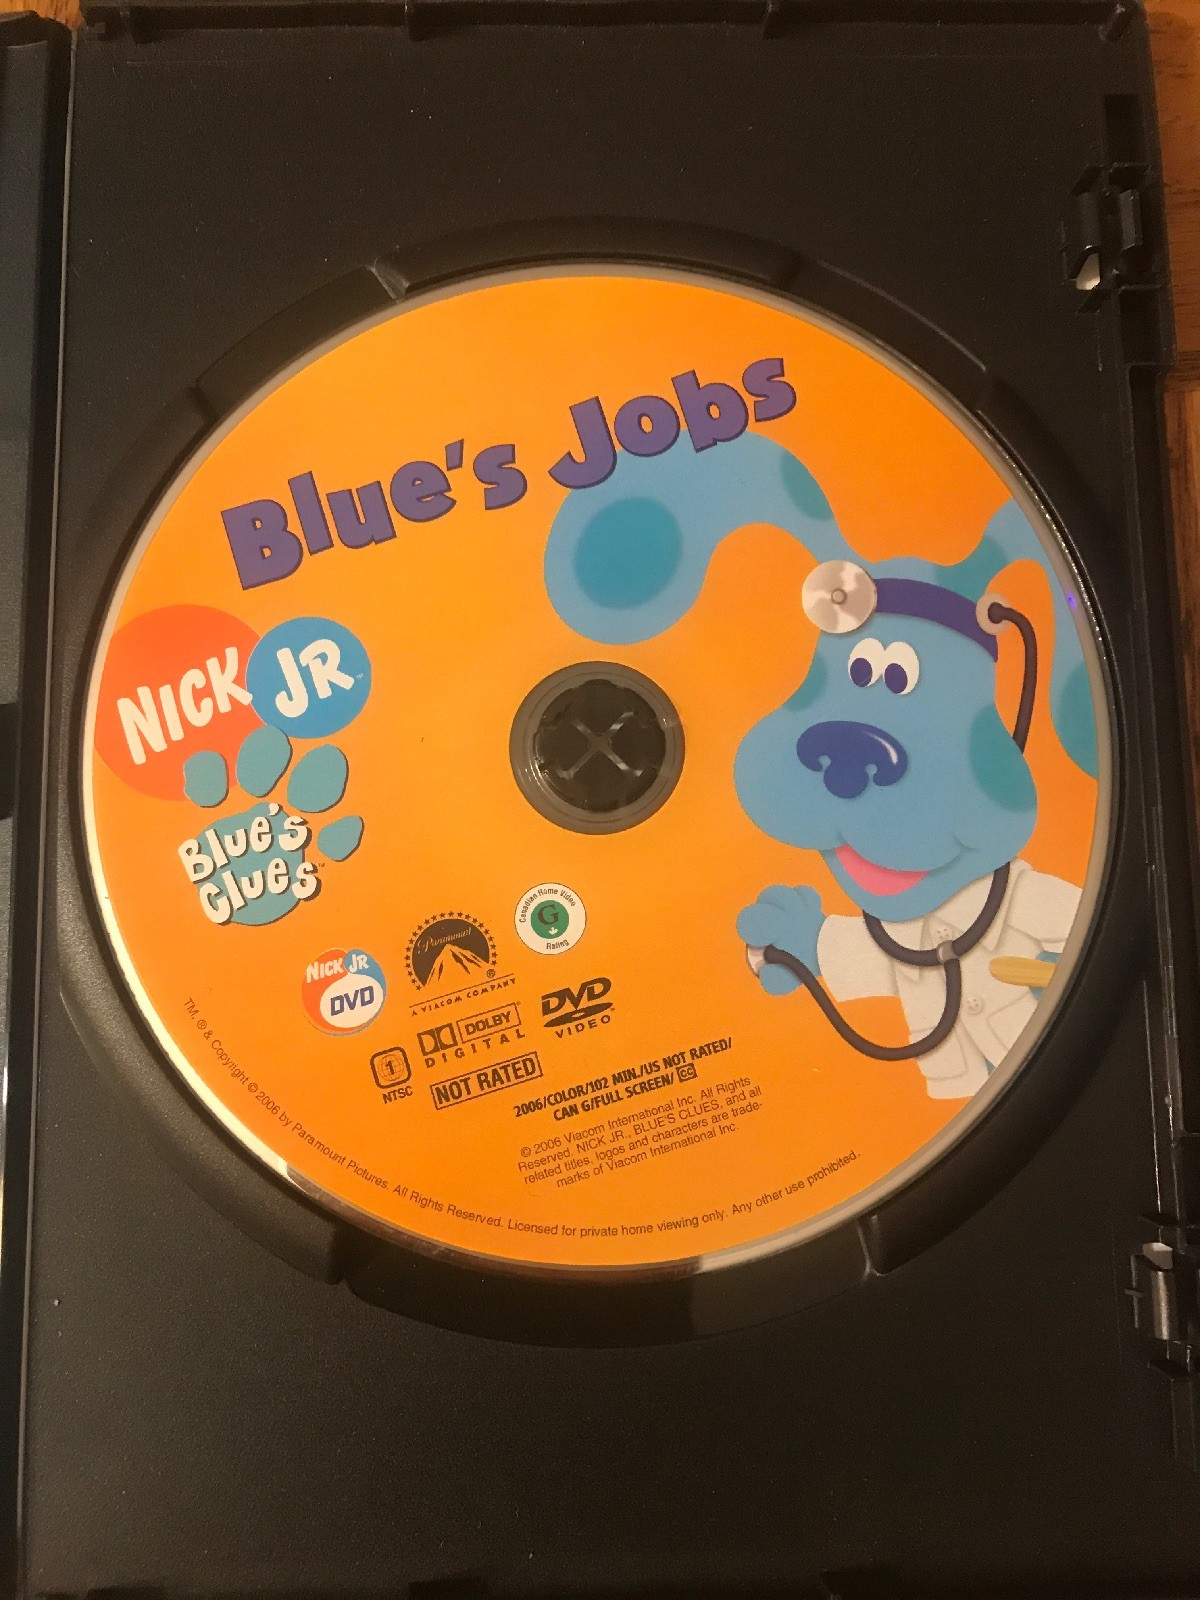 Blue's Jobs
NICK JR™
Blue's
Clues™
Canadian Home Video
G
Rating
NICK JR
DVD
Paramount®
A VIACOM COMPANY
1
NTSC
DOLBY®
DIGITAL
DVD
VIDEO®
NOT RATED
2006/COLOR/102 MIN./US NOT RATED/
CAN G/FULL SCREEN/ CC
© 2006 Viacom International Inc. All Rights
Reserved. NICK JR., BLUE'S CLUES, and all
related titles, logos and characters are trade-
marks of Viacom International Inc.
TM, ® & Copyright © 2006 by Paramount Pictures. All Rights Reserved. Licensed for private home viewing only. Any other use prohibited.